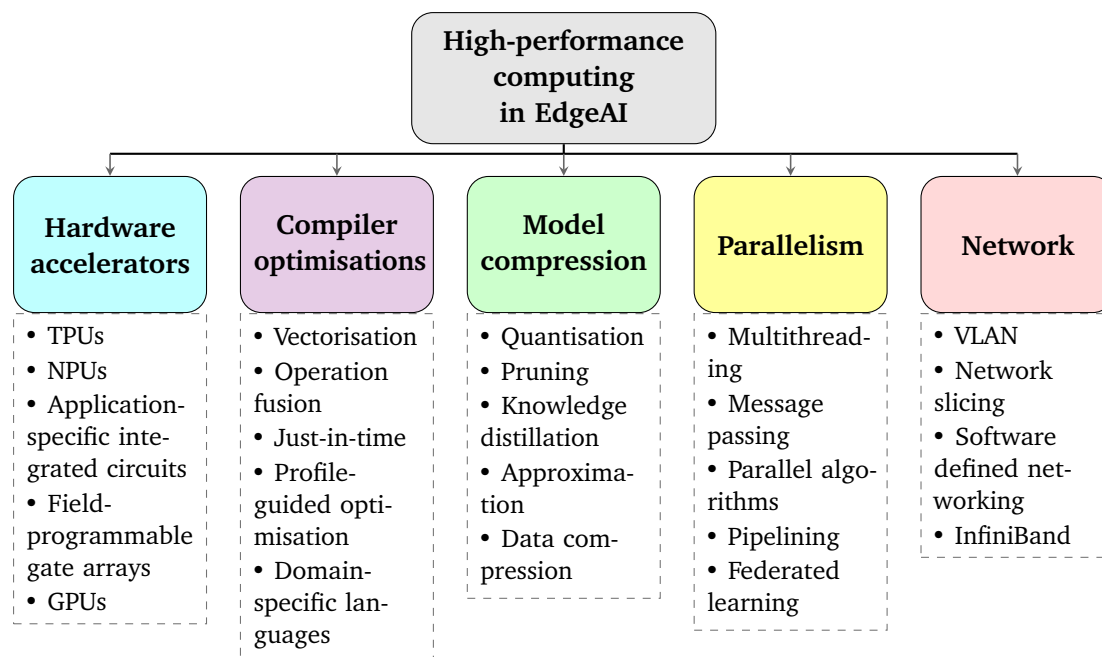 High-performance
computing
in EdgeAI
Hardware
accelerators
• TPUs
• NPUs
• Application-
specific inte-
grated circuits
• Field-
programmable
gate arrays
• GPUs
Compiler
optimisations
• Vectorisation
• Operation
fusion
• Just-in-time
• Profile-
guided opti-
misation
• Domain-
specific lan-
guages
Model
compression
• Quantisation
• Pruning
• Knowledge
distillation
• Approxima-
tion
• Data com-
pression
Parallelism
• Multithread-
ing
• Message
passing
• Parallel algo-
rithms
• Pipelining
• Federated
learning
Network
• VLAN
• Network
slicing
• Software
defined net-
working
• InfiniBand